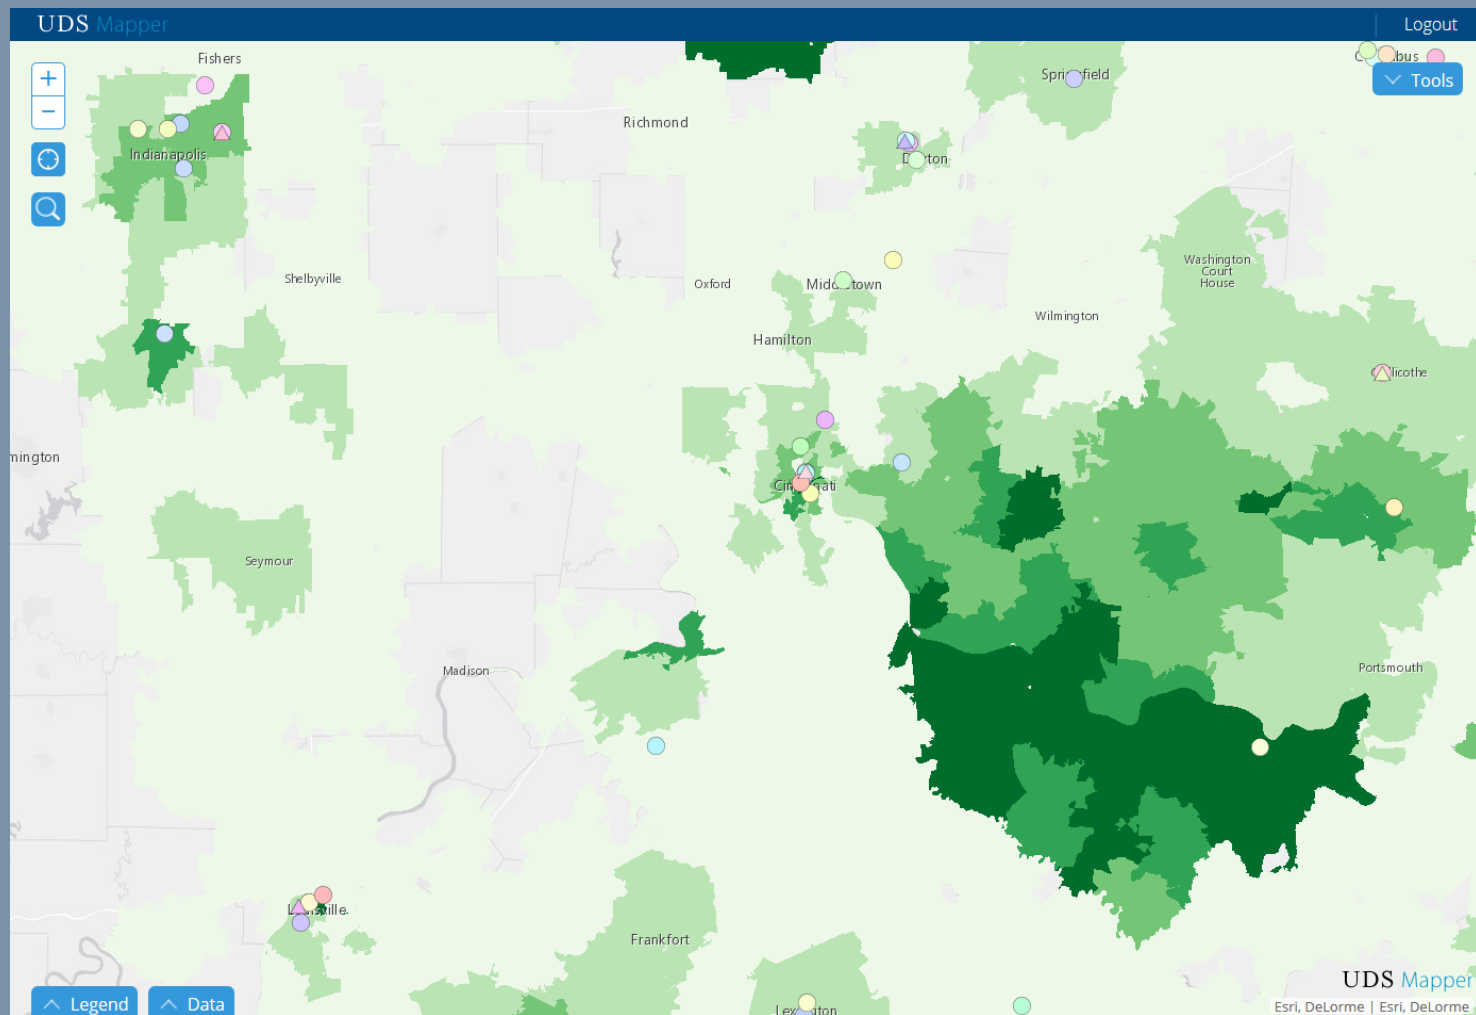 UDS Mapper
Logout
Fishers
Tools
Richmond
Indianapolis
Shelbyville
Oxford
Washington
Court
House
Wilmington
Hamilton
mington
Seymour
Madison
Portsmouth
Frankfort
UDS Mapper
Legend
Data
Esri, DeLorme | Esri, DeLorme